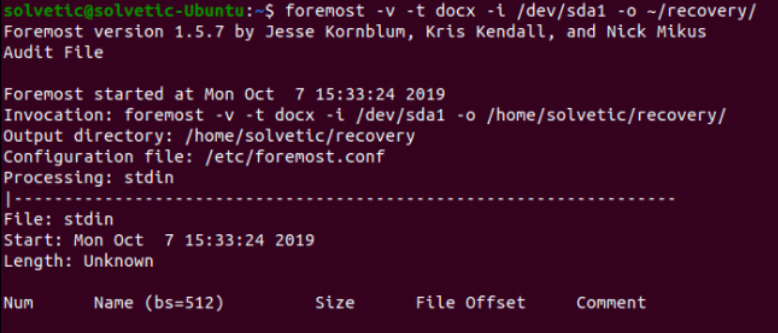 solvetic@solvetic-Ubuntu:~$ foremost -v -t docx -i /dev/sda1 -o ~/recovery/
Foremost version 1.5.7 by Jesse Kornblum, Kris Kendall, and Nick Mikus
Audit File
Foremost started at Mon Oct  7 15:33:24 2019
Invocation: foremost -v -t docx -i /dev/sda1 -o /home/solvetic/recovery/
Output directory: /home/solvetic/recovery
Configuration file: /etc/foremost.conf
Processing: stdin
|------------------------------------------------------------------
File: stdin
Start: Mon Oct  7 15:33:24 2019
Length: Unknown
Num      Name (bs=512)         Size      File Offset     Comment